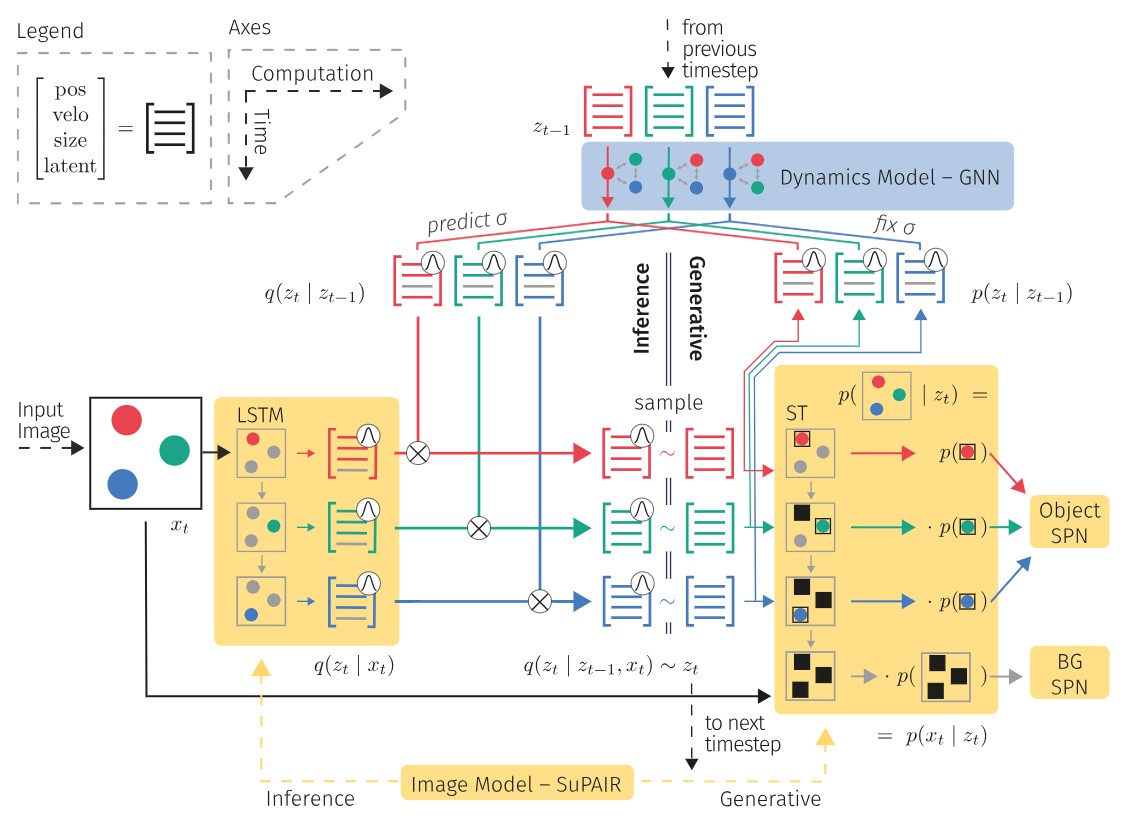 Legend
Axes
from
previous
timestep
pos
velo
size
latent
=
Computation
Time
z_{t−1}
Dynamics Model – GNN
predict σ
fix σ
q(z_t | z_{t−1})
Inference
Generative
p(z_t | z_{t−1})
Input
Image
LSTM
sample
ST
p( | z_t) =
~
p( )
x_t
~
· p( )
Object
SPN
~
· p( )
q(z_t | x_t)
q(z_t | z_{t−1}, x_t) ~ z_t
· p( )
BG
SPN
to next
timestep
= p(x_t | z_t)
Image Model – SuPAIR
Inference
Generative